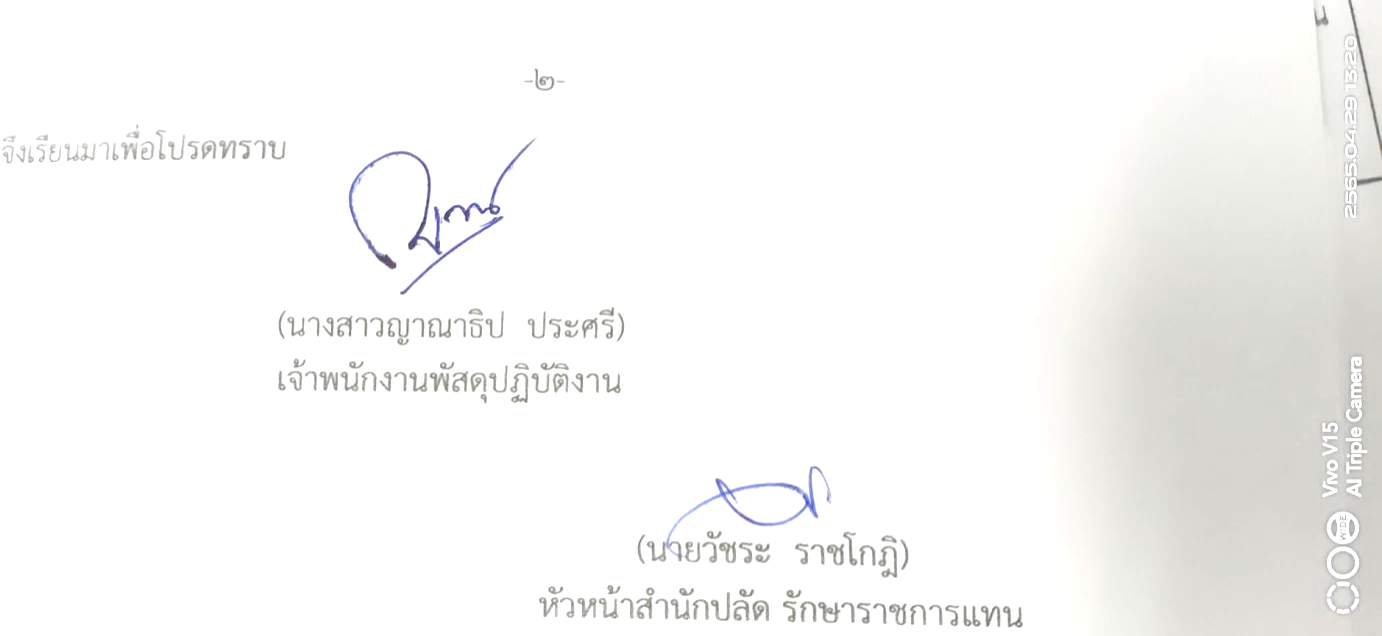 -๒-
จึงเรียนมาเพื่อโปรดทราบ
(นางสาวญาณาธิป ประศรี)
เจ้าพนักงานพัสดุปฏิบัติงาน
(นายวัชระ ราชโกฎิ)
หัวหน้าสำนักปลัด รักษาราชการแทน
2565.04.29 13:20
Vivo V15
AI Triple Camera
WIDE